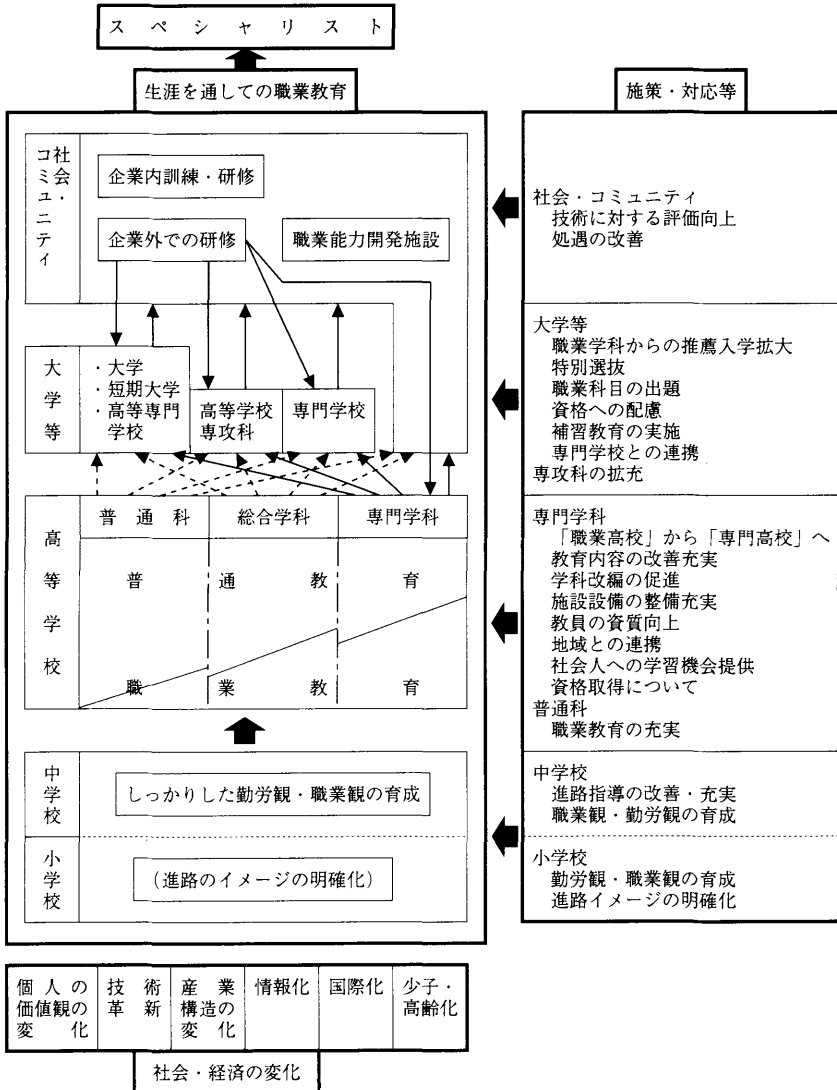 スペシャリスト
生涯を通しての職業教育
社会・
コミュニティ
企業内訓練・研修
企業外での研修
職業能力開発施設
大学等
・大学
・短期大学
・高等専門
学校
高等学校
専攻科
専門学校
高等学校
普通科
総合学科
専門学科
普通教育
職業教育
中学校
しっかりした勤労観・職業観の育成
小学校
(進路のイメージの明確化)
個人の
価値観の
変化
技術
革新
産業
構造の
変化
情報化
国際化
少子・
高齢化
社会・経済の変化
施策・対応等
社会・コミュニティ
技術に対する評価向上
処遇の改善
大学等
職業学科からの推薦入学拡大
特別選抜
職業科目の出題
資格への配慮
補習教育の実施
専門学校との連携
専攻科の拡充
専門学科
「職業高校」から「専門高校」へ
教育内容の改善充実
学科改編の促進
施設設備の整備充実
教員の資質向上
地域との連携
社会人への学習機会提供
資格取得について
普通科
職業教育の充実
中学校
進路指導の改善・充実
職業観・勤労観の育成
小学校
勤労観・職業観の育成
進路イメージの明確化